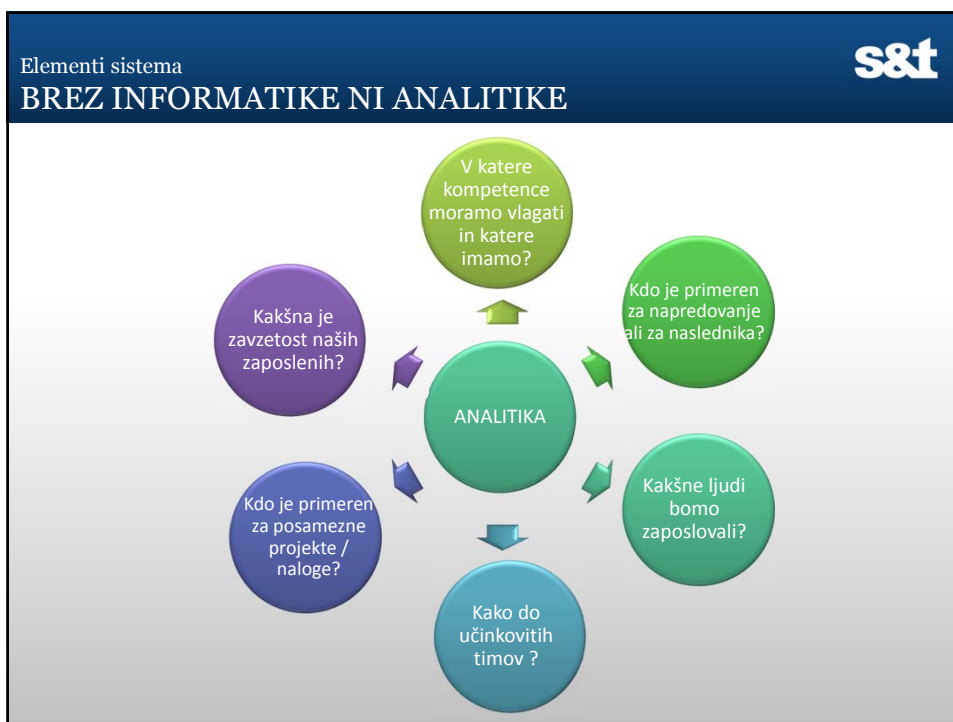 Elementi sistema
BREZ INFORMATIKE NI ANALITIKE
s&t
V katere
kompetence
moramo vlagati
in katere
imamo?
Kdo je primeren
za napredovanje
ali za naslednika?
Kakšne ljudi
bomo
zaposlovali?
Kako do
učinkovitih
timov ?
Kdo je primeren
za posamezne
projekte /
naloge?
Kakšna je
zavzetost naših
zaposlenih?
ANALITIKA